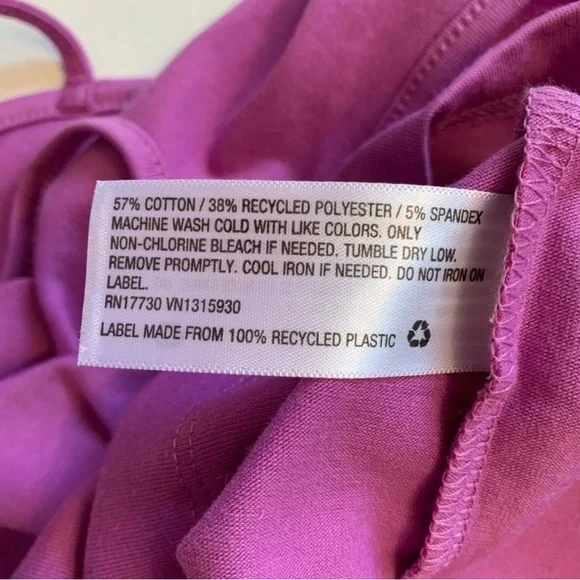 57% COTTON / 38% RECYCLED POLYESTER / 5% SPANDEX
MACHINE WASH COLD WITH LIKE COLORS. ONLY
NON-CHLORINE BLEACH IF NEEDED, TUMBLE DRY LOW.
REMOVE PROMPTLY. COOL IRON IF NEEDED. DO NOT IRON ON
LABEL.
RN17730 VN1315930
LABEL MADE FROM 100% RECYCLED PLASTIC